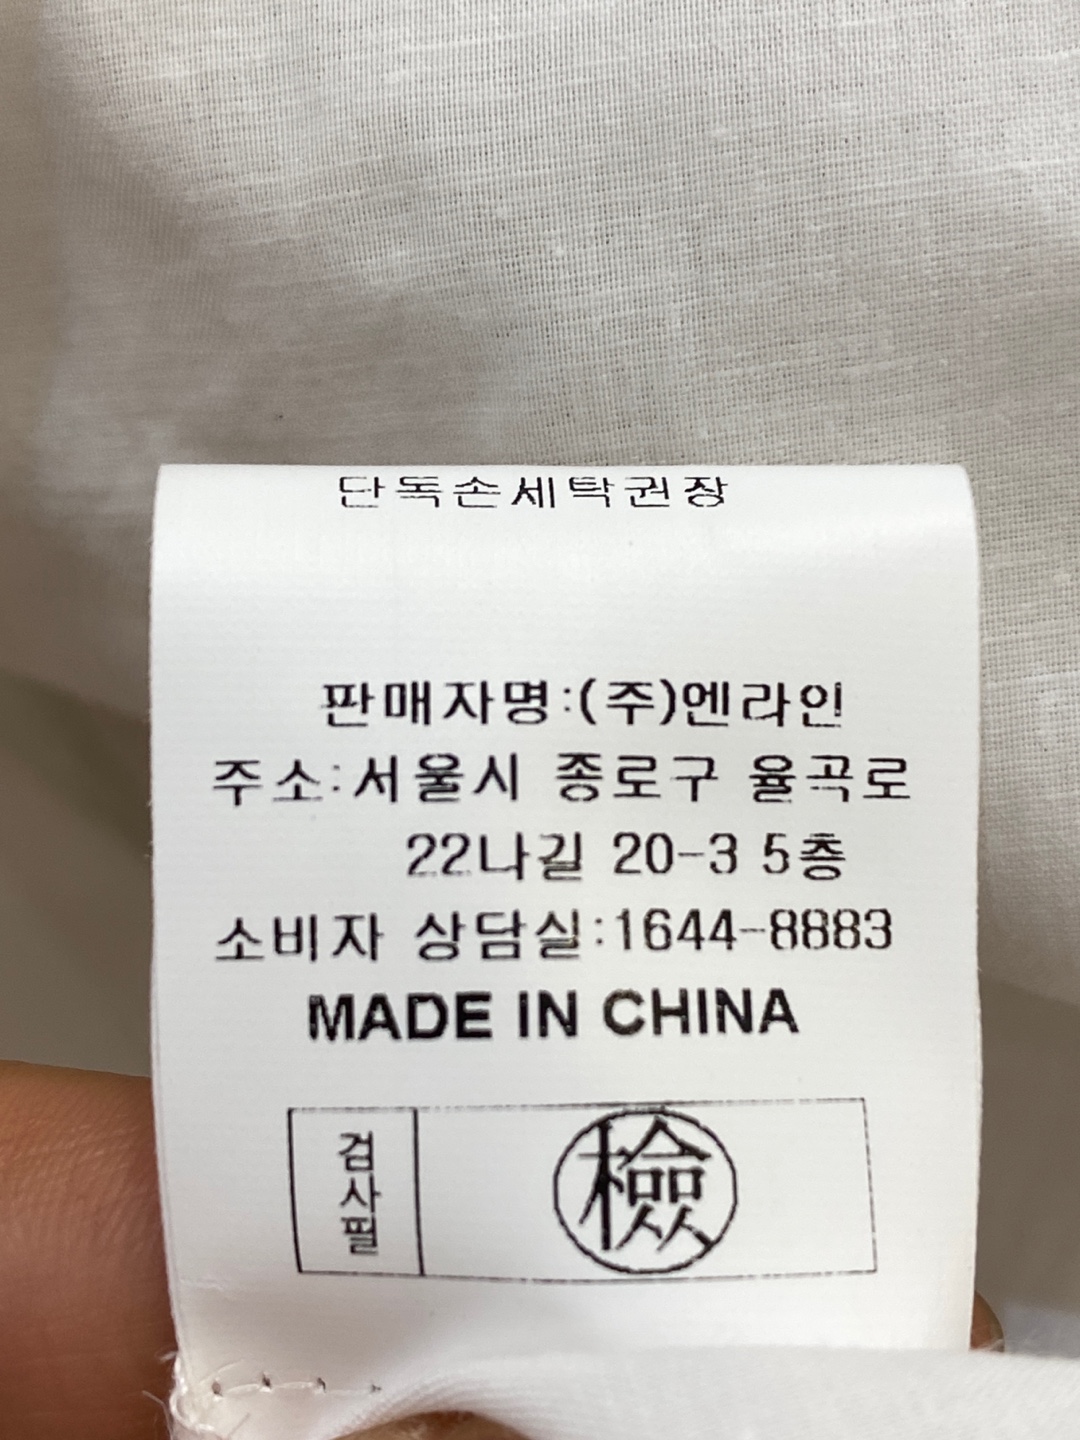 단독손세탁권장
판매자명:(주)엔라인
주소:서울시 종로구 율곡로
22나길 20-3 5층
소비자 상담실:1644-8883
MADE IN CHINA
검사필
檢